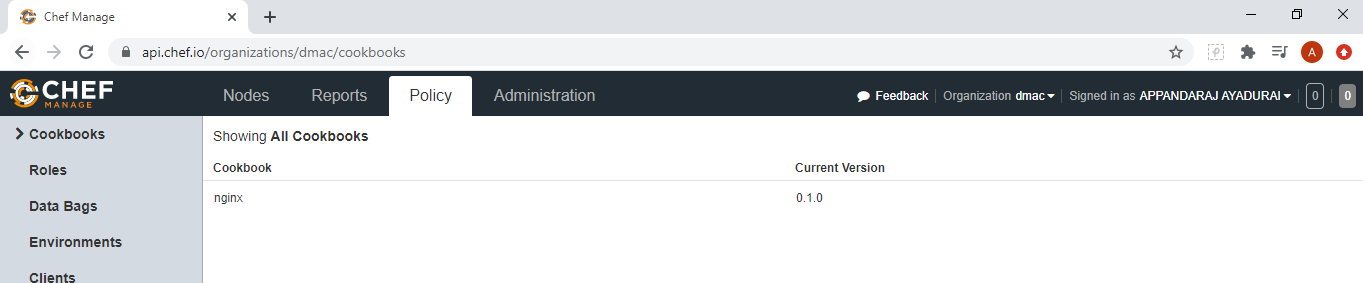 Chef Manage
api.chef.io/organizations/dmac/cookbooks
A
CHEF
MANAGE
Nodes Reports Policy Administration
Feedback Organization dmac Signed in as APPANDARAJ AYADURAI 0 0
Cookbooks
Roles
Data Bags
Environments
Clients
Showing All Cookbooks
Cookbook Current Version
nginx 0.1.0